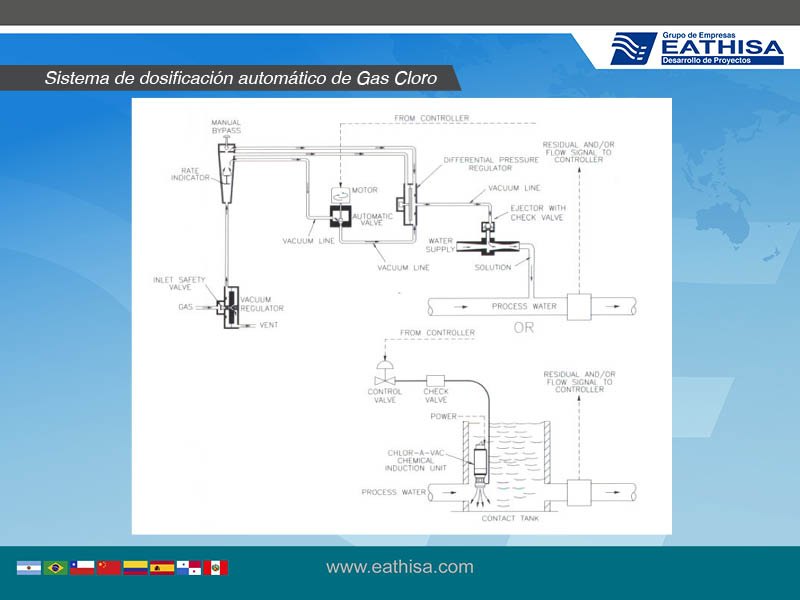 Grupo de Empresas
EATHISA
Desarrollo de Proyectos
Sistema de dosificación automático de Gas Cloro
FROM CONTROLLER
MANUAL
BYPASS
RATE
INDICATOR
MOTOR
AUTOMATIC
VALVE
VACUUM LINE
VACUUM LINE
DIFFERENTIAL PRESSURE
REGULATOR
VACUUM LINE
RESIDUAL AND/OR
FLOW SIGNAL TO
CONTROLLER
EJECTOR WITH
CHECK VALVE
WATER
SUPPLY
SOLUTION
INLET SAFETY
VALVE
GAS
VACUUM
REGULATOR
VENT
PROCESS WATER
OR
FROM CONTROLLER
CONTROL
VALVE
CHECK
VALVE
POWER
RESIDUAL AND/OR
FLOW SIGNAL TO
CONTROLLER
CHLOR-A-VAC
CHEMICAL
INDUCTION UNIT
PROCESS WATER
CONTACT TANK
www.eathisa.com